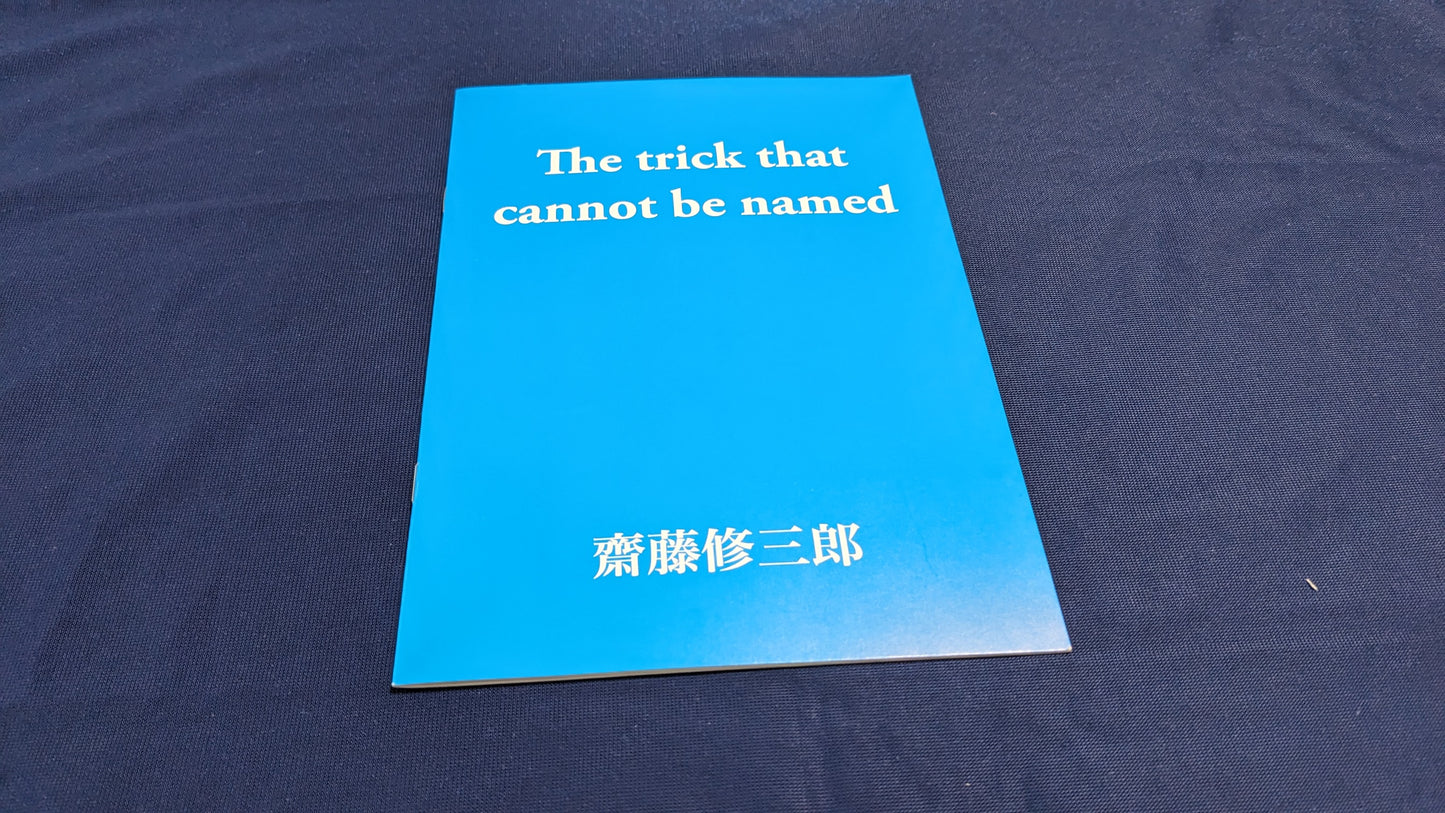 The trick that
cannot be named
齋藤修三郎